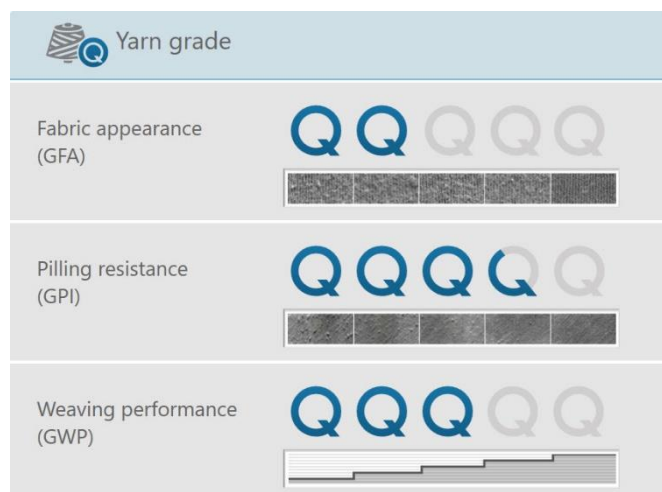 Q Yarn grade
Fabric appearance
(GFA)
Q Q Q Q Q
Pilling resistance
(GPI)
Q Q Q Q Q
Weaving performance
(GWP)
Q Q Q Q Q